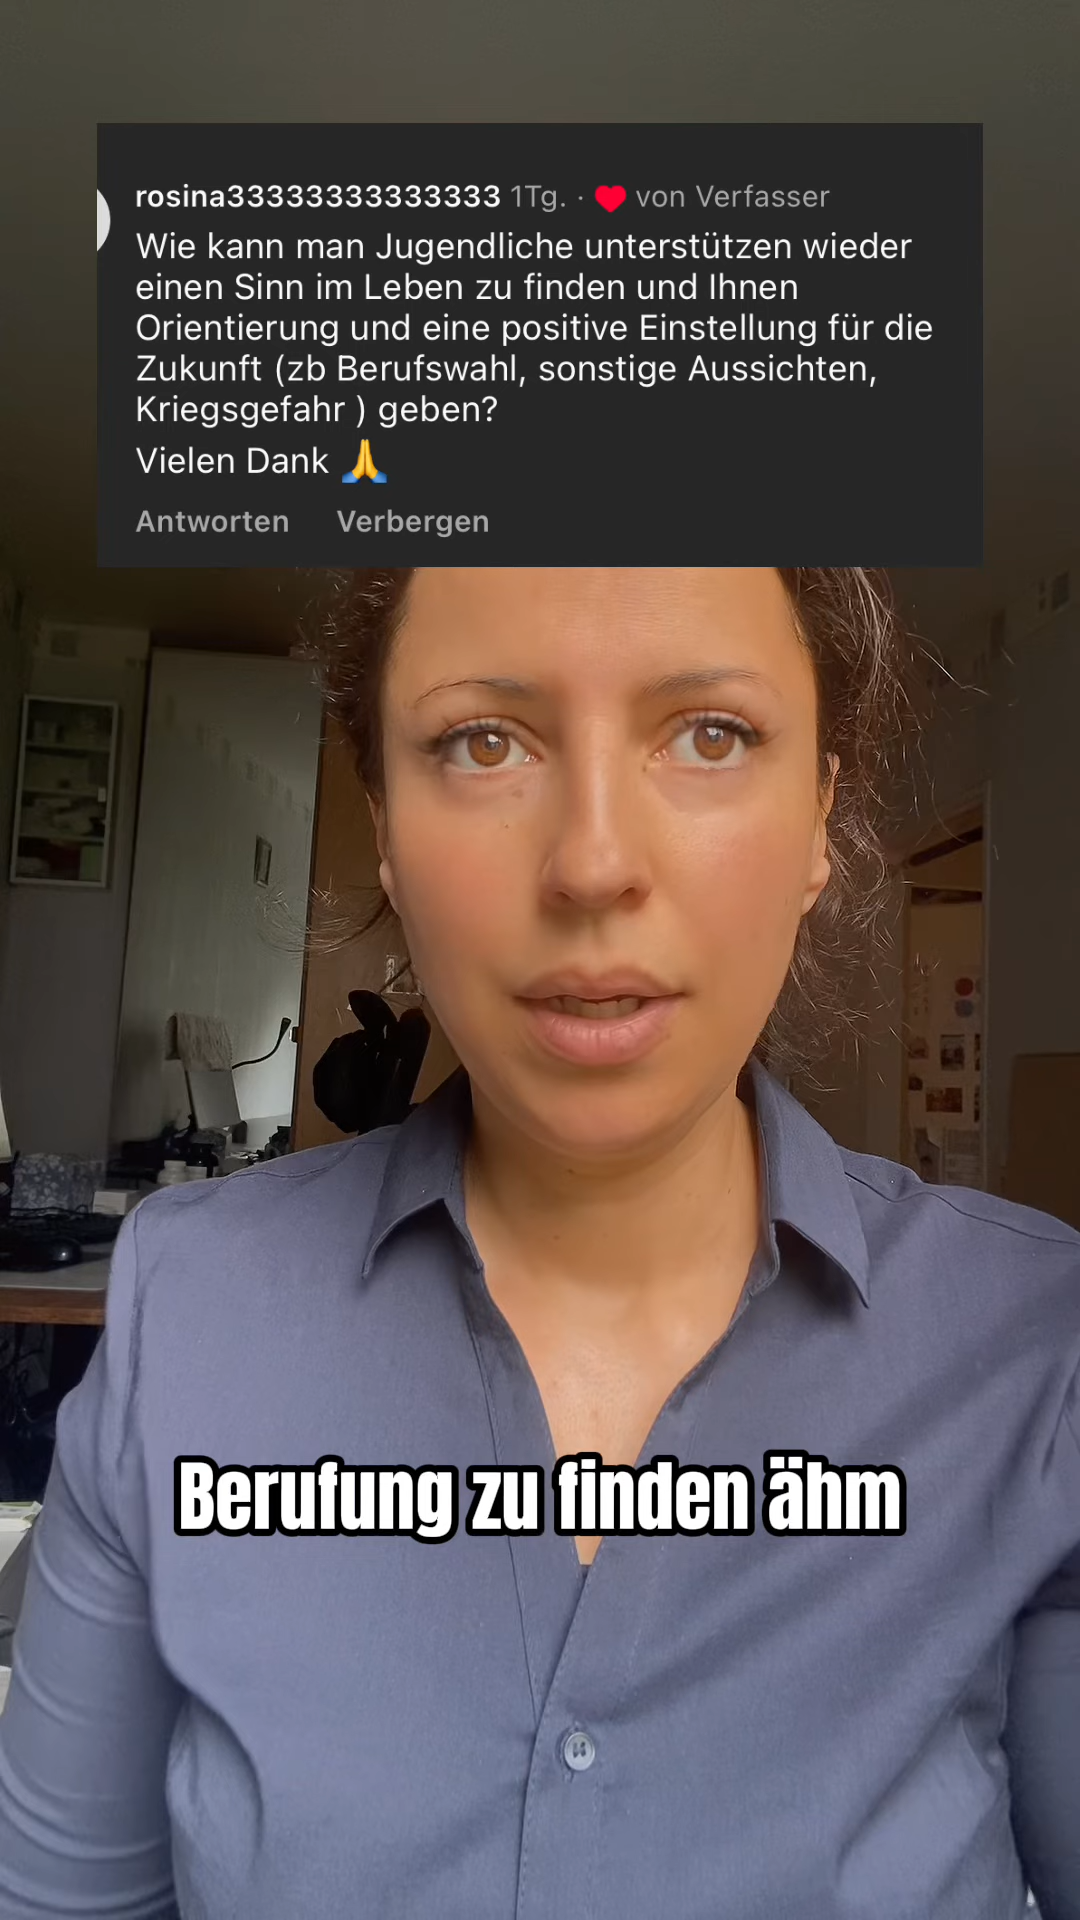 rosina33333333333333 1Tg. · ❤️ von Verfasser
Wie kann man Jugendliche unterstützen wieder
einen Sinn im Leben zu finden und Ihnen
Orientierung und eine positive Einstellung für die
Zukunft (zb Berufswahl, sonstige Aussichten,
Kriegsgefahr ) geben?
Vielen Dank 🙏
Antworten Verbergen
Berufung zu finden ähm